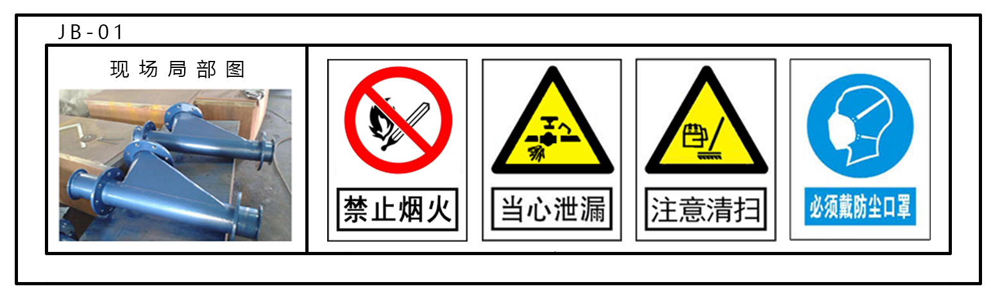 JB-01
现场局部图
禁止烟火
当心泄漏
注意清扫
必须戴防尘口罩